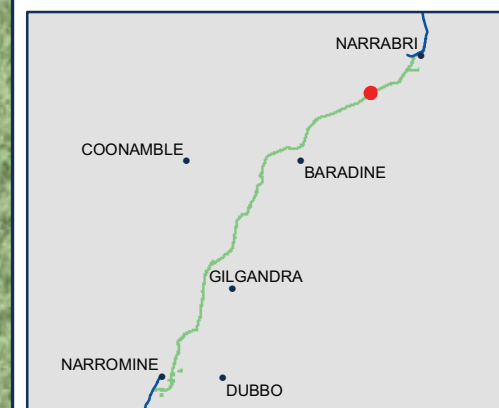 NARRABRI
COONAMBLE
BARADINE
GILGANDRA
NARROMINE
DUBBO